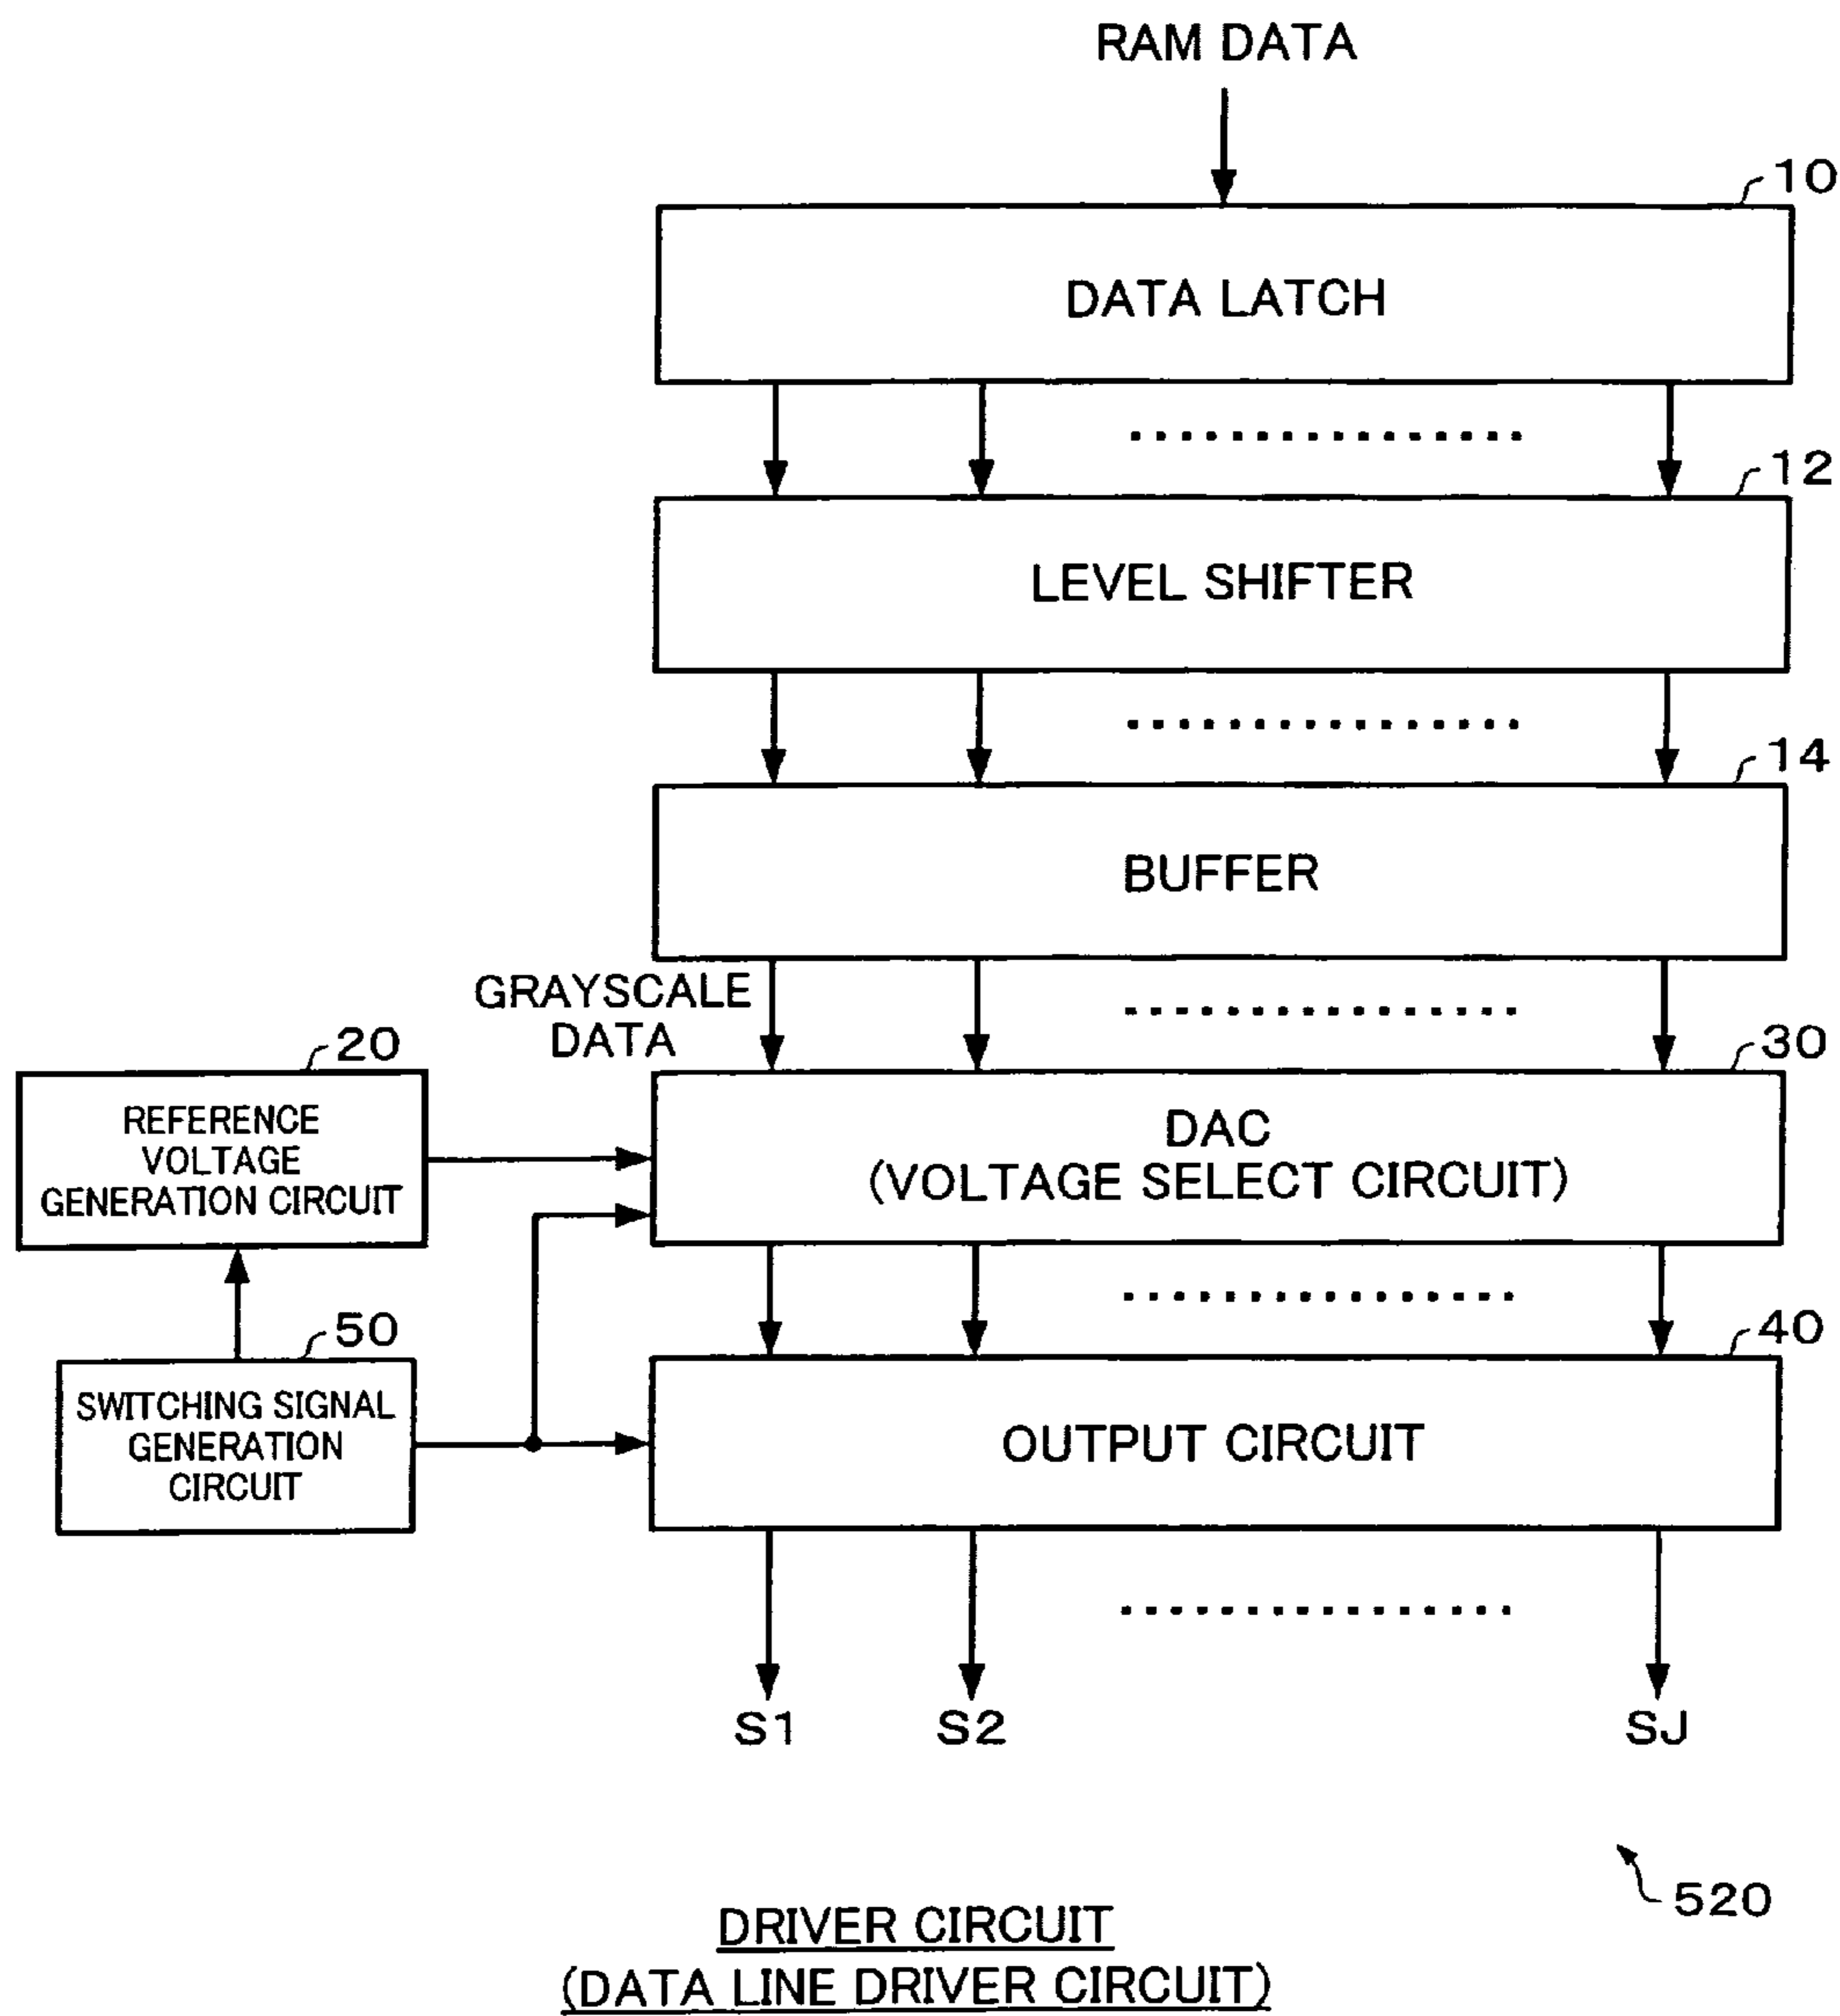 RAM DATA
10
DATA LATCH
12
LEVEL SHIFTER
14
BUFFER
GRAYSCALE
DATA
20
REFERENCE
VOLTAGE
GENERATION CIRCUIT
30
DAC
(VOLTAGE SELECT CIRCUIT)
50
SWITCHING SIGNAL
GENERATION
CIRCUIT
40
OUTPUT CIRCUIT
S1 S2 SJ
520
DRIVER CIRCUIT
(DATA LINE DRIVER CIRCUIT)